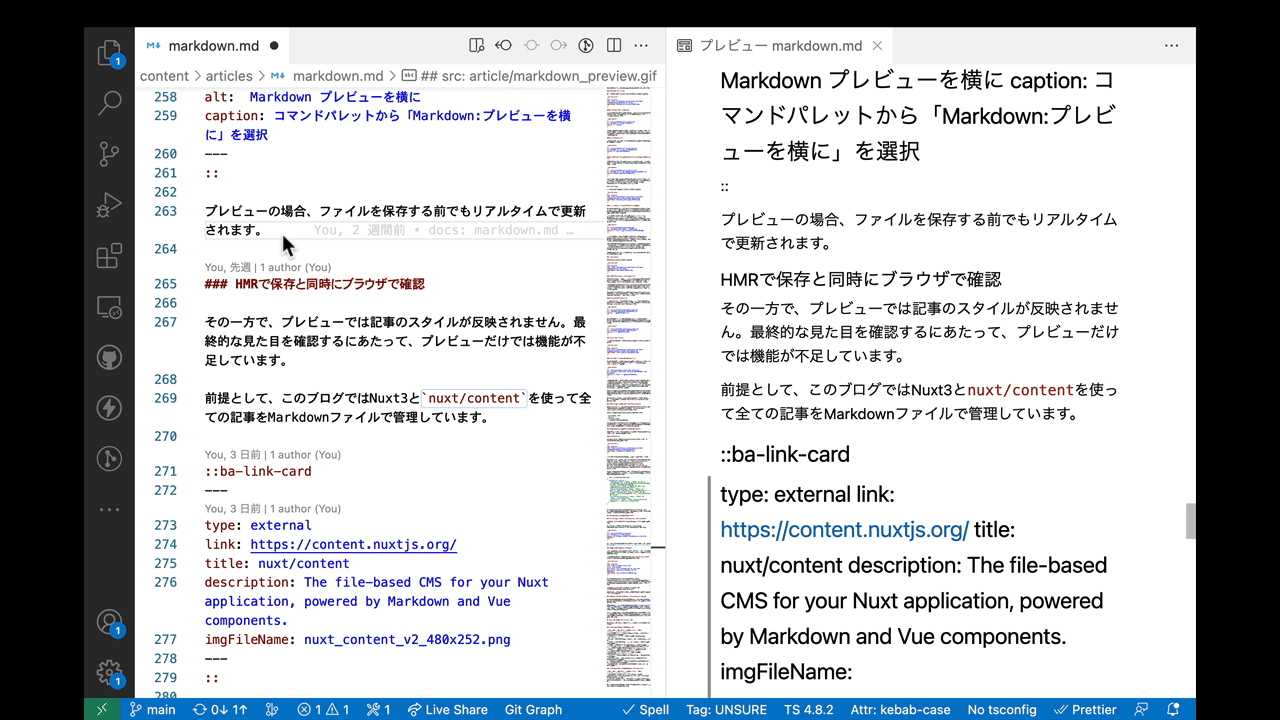 markdown.md
content > articles > markdown.md > ## src: article/markdown_preview.gif
258 alt: Markdown プレビューを横に
259 caption: コマンドパレットから「Markdown:プレビューを横
に」を選択
260 ---
261 ::
262
263 プレビューの場合、ファイルを保存する前でもリアルタイムで更新
されます。 You, 2 週間前 • docs: markdown.md …
264
You, 先週 | 1 author (You)
265 ### HMRで保存と同時にブラウザで確認
266
267 その一方で、プレビューでは記事のスタイルが反映されません。最
終的な見た目を確認するにあたって、プレビューだけでは機能が不
足しています。
268
269 前提として、このブログではNuxt3と`nuxt/content`を使って全
ての記事をMarkdownファイルで管理しています。
270
You, 3 日前 | 1 author (You)
271 ::ba-link-card
272 ---
You, 3 日前 | 1 author (You)
273 type: external
274 link: https://content.nuxtjs.org/
275 title: nuxt/content
276 description: The file-based CMS for your Nuxt
application, powered by Markdown and Vue
components.
277 imgFileName: nuxt_content_v2_480x252.png
278 ---
279 ::
280
プレビュー markdown.md
Markdown プレビューを横に caption: コ
マンドパレットから「Markdown:プレビ
ューを横に」を選択
::
プレビューの場合、ファイルを保存する前でもリアルタイム
で更新されます。
HMRで保存と同時にブラウザで確認
その一方で、プレビューでは記事のスタイルが反映されませ
ん。最終的な見た目を確認するにあたって、プレビューだけ
では機能が不足しています。
前提として、このブログではNuxt3とnuxt/contentを使っ
て全ての記事をMarkdownファイルで管理しています。
::ba-link-card
type: external link:
https://content.nuxtjs.org/ title:
nuxt/content description: The file-based
CMS for your Nuxt application, powered
by Markdown and Vue components.
imgFileName:
1
1
1
main 0↓ 1↑ 1 1 1 Live Share Git Graph Spell Tag: UNSURE TS 4.8.2 Attr: kebab-case No tsconfig Prettier